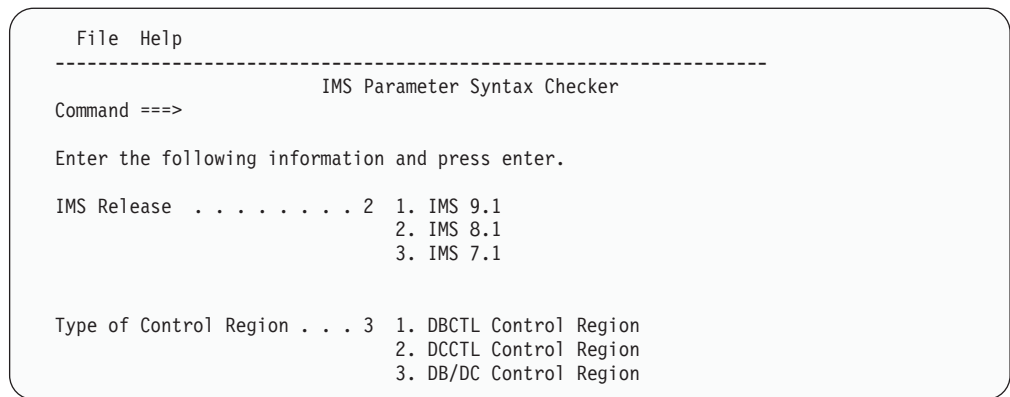 File Help
-------------------------------------------------------------------
IMS Parameter Syntax Checker
Command ===>
Enter the following information and press enter.
IMS Release . . . . . . . . 2 1. IMS 9.1
2. IMS 8.1
3. IMS 7.1
Type of Control Region . . . 3 1. DBCTL Control Region
2. DCCTL Control Region
3. DB/DC Control Region